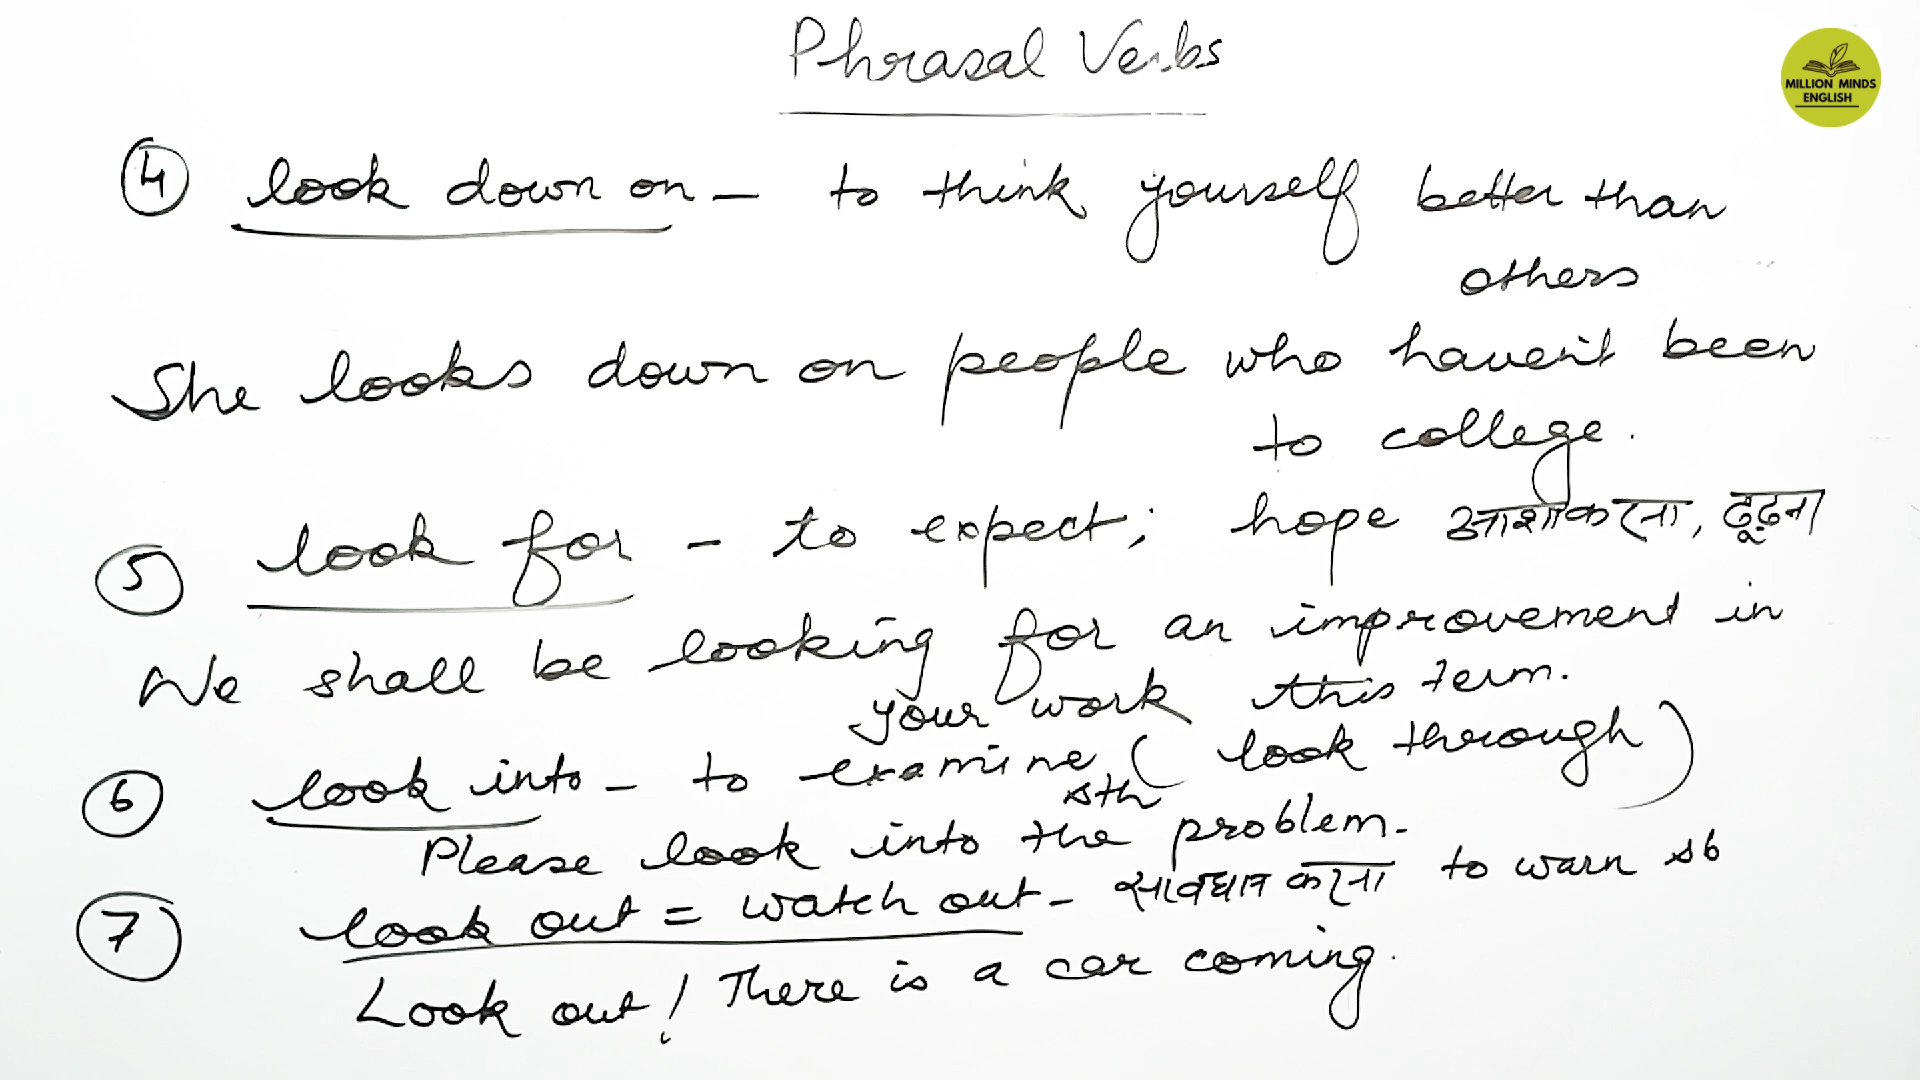 Phrasal Verbs
MILLION MINDS
ENGLISH
4 look down on - to think yourself better than
others
She looks down on people who haven't been
to college.
5 look for - to expect; hope आशा करना, ढूंढ़ना
We shall be looking for an improvement in
your work this term.
6 look into - to examine sth (look through)
Please look into the problem.
7 look out = watch out - सावधान करना to warn sb
Look out! There is a car coming.